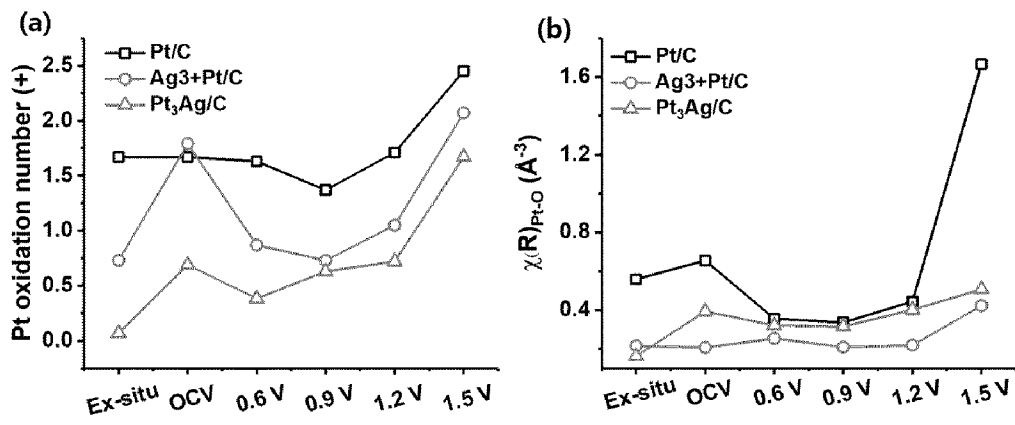 (a)
Pt/C
Ag3+Pt/C
Pt₃Ag/C
Pt oxidation number (+)
2.5
2.0
1.5
1.0
0.5
0.0
Ex-situ OCV 0.6 V 0.9 V 1.2 V 1.5 V
(b)
Pt/C
Ag3+Pt/C
Pt₃Ag/C
χ(R)Pt-O (Å⁻³)
1.6
1.2
0.8
0.4
Ex-situ OCV 0.6 V 0.9 V 1.2 V 1.5 V